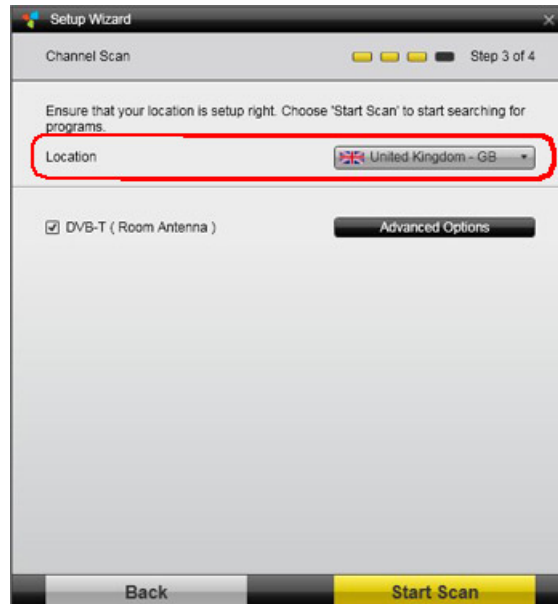 Setup Wizard
Channel Scan
Step 3 of 4
Ensure that your location is setup right. Choose 'Start Scan' to start searching for
programs.
Location
United Kingdom - GB
DVB-T ( Room Antenna )
Advanced Options
Back
Start Scan